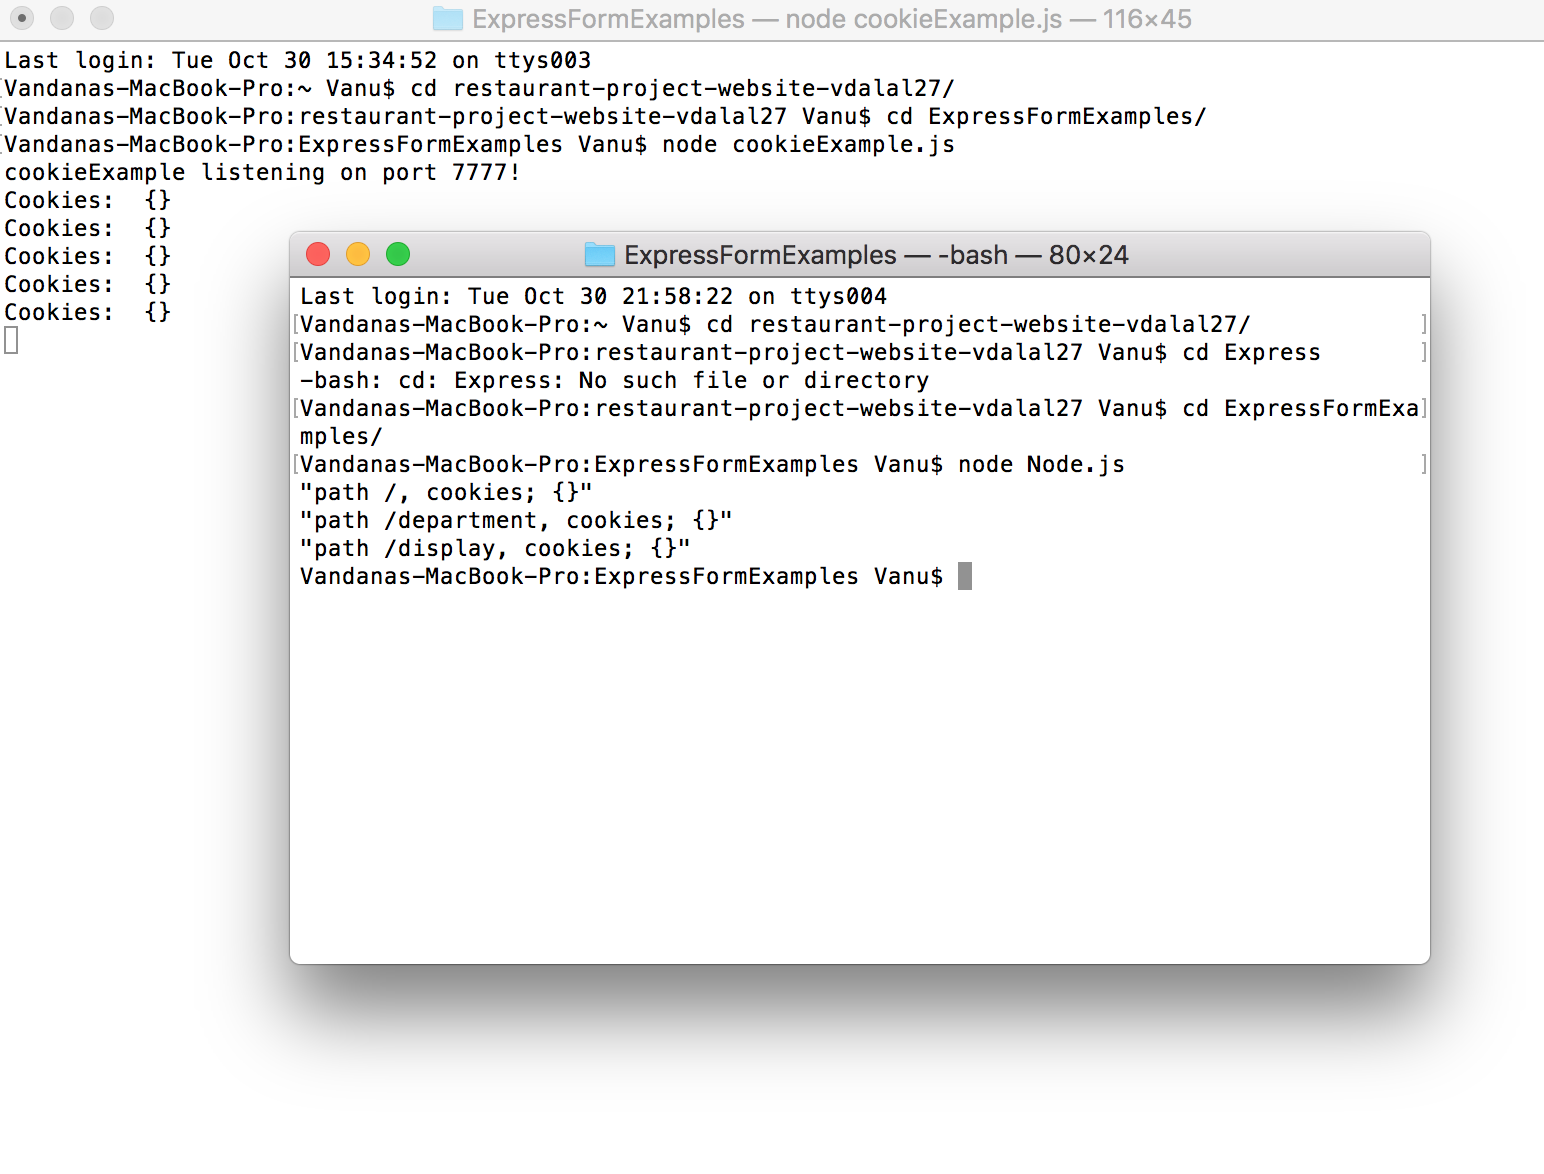 ExpressFormExamples — node cookieExample.js — 116×45
Last login: Tue Oct 30 15:34:52 on ttys003
[Vandanas-MacBook-Pro:~ Vanu$ cd restaurant-project-website-vdalal27/
[Vandanas-MacBook-Pro:restaurant-project-website-vdalal27 Vanu$ cd ExpressFormExamples/
[Vandanas-MacBook-Pro:ExpressFormExamples Vanu$ node cookieExample.js
cookieExample listening on port 7777!
Cookies:  {}
Cookies:  {}
Cookies:  {}
Cookies:  {}
Cookies:  {}
ExpressFormExamples — -bash — 80×24
Last login: Tue Oct 30 21:58:22 on ttys004
[Vandanas-MacBook-Pro:~ Vanu$ cd restaurant-project-website-vdalal27/ ]
[Vandanas-MacBook-Pro:restaurant-project-website-vdalal27 Vanu$ cd Express ]
-bash: cd: Express: No such file or directory
[Vandanas-MacBook-Pro:restaurant-project-website-vdalal27 Vanu$ cd ExpressFormExa]
mples/
[Vandanas-MacBook-Pro:ExpressFormExamples Vanu$ node Node.js ]
"path /, cookies; {}"
"path /department, cookies; {}"
"path /display, cookies; {}"
Vandanas-MacBook-Pro:ExpressFormExamples Vanu$